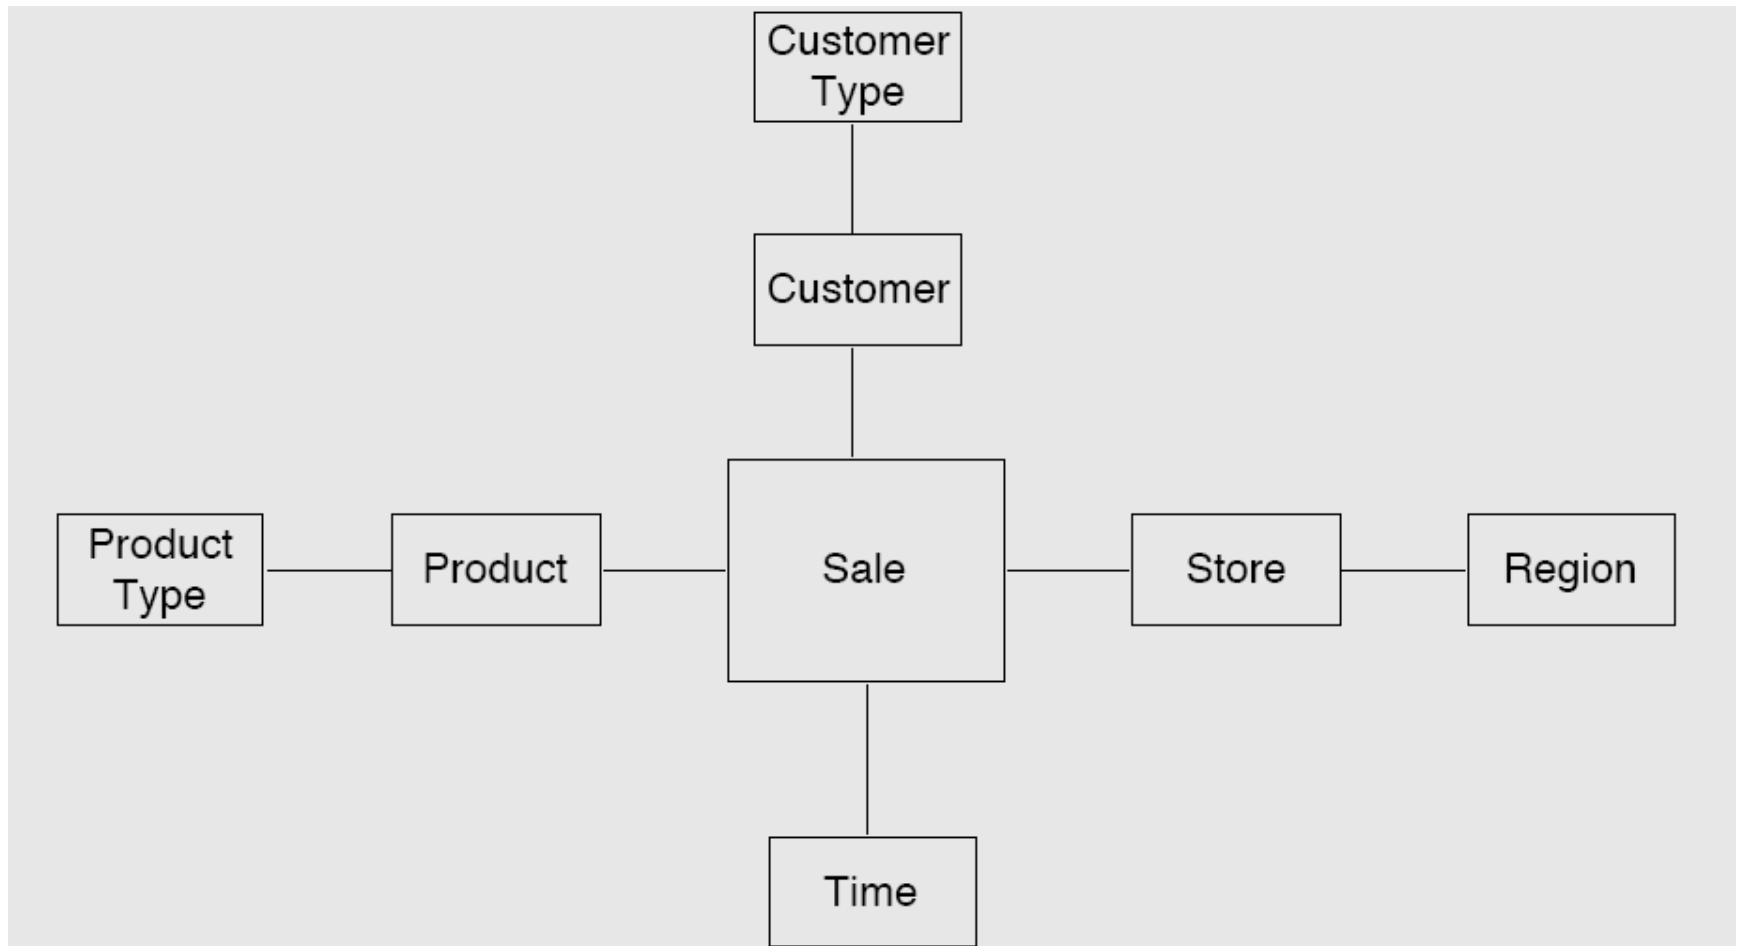 Customer
Type
Customer
Product
Type
Product
Sale
Store
Region
Time